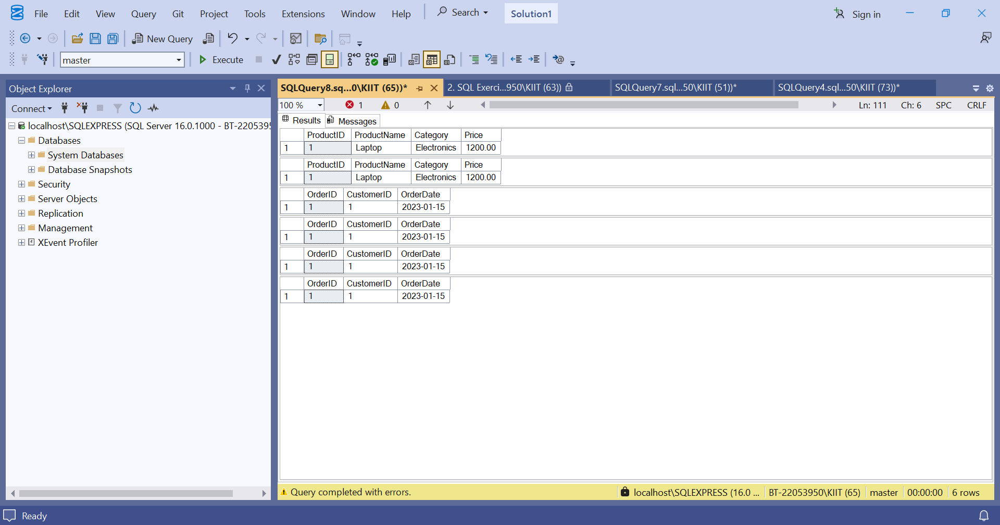 File Edit View Query Git Project Tools Extensions Window Help Search Solution1 Sign in
New Query
master Execute
Object Explorer
Connect
localhost\SQLEXPRESS (SQL Server 16.0.1000 - BT-2205395
Databases
System Databases
Database Snapshots
Security
Server Objects
Replication
Management
XEvent Profiler
SQLQuery8.sq...0\KIIT (65))* 2. SQL Exerci...950\KIIT (63)) SQLQuery7.sql...50\KIIT (51))* SQLQuery4.sql...50\KIIT (73))*
100 % 1 0 Ln: 111 Ch: 6 SPC CRLF
Results Messages
ProductID ProductName Category Price
1 1 Laptop Electronics 1200.00
ProductID ProductName Category Price
1 1 Laptop Electronics 1200.00
OrderID CustomerID OrderDate
1 1 1 2023-01-15
OrderID CustomerID OrderDate
1 1 1 2023-01-15
OrderID CustomerID OrderDate
1 1 1 2023-01-15
OrderID CustomerID OrderDate
1 1 1 2023-01-15
Query completed with errors. localhost\SQLEXPRESS (16.0 ... BT-22053950\KIIT (65) master 00:00:00 6 rows
Ready